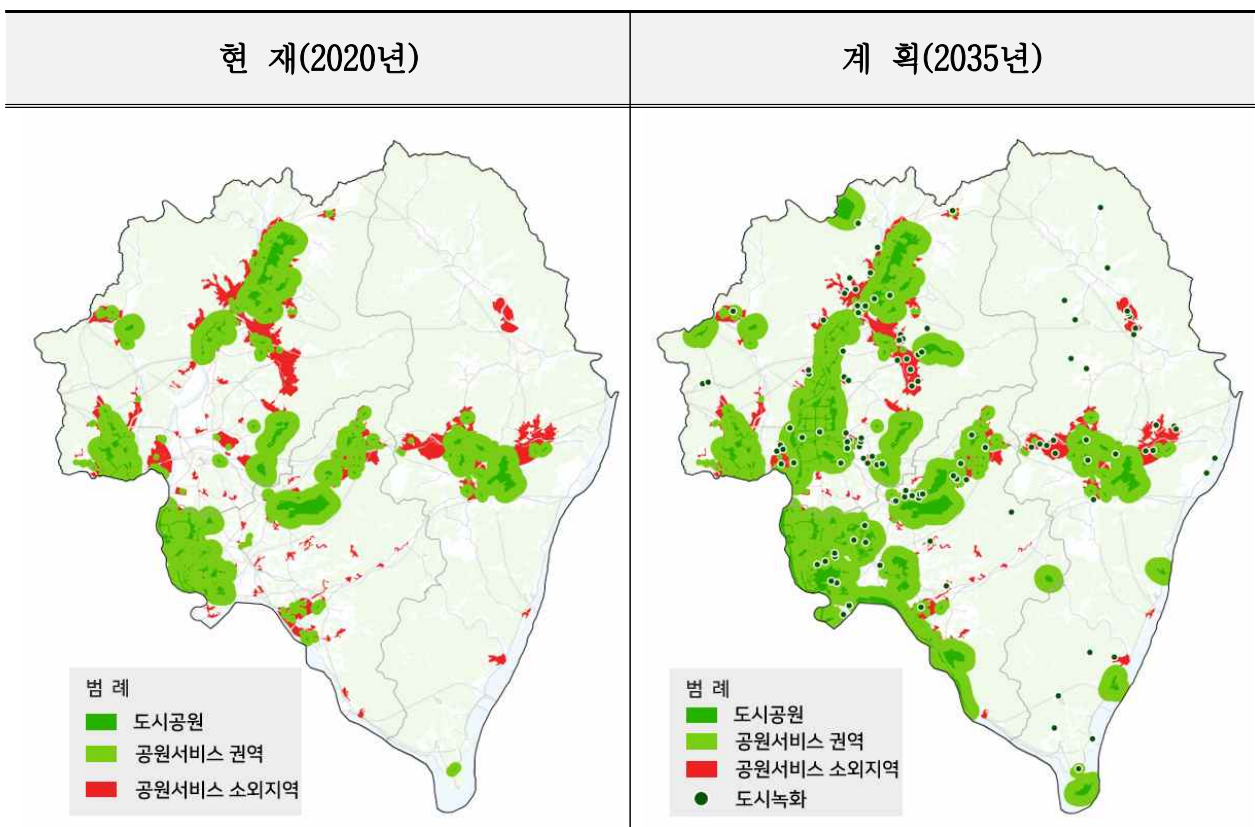 현 재(2020년)
계 획(2035년)
범 례
도시공원
공원서비스 권역
공원서비스 소외지역
범 례
도시공원
공원서비스 권역
공원서비스 소외지역
도시녹화